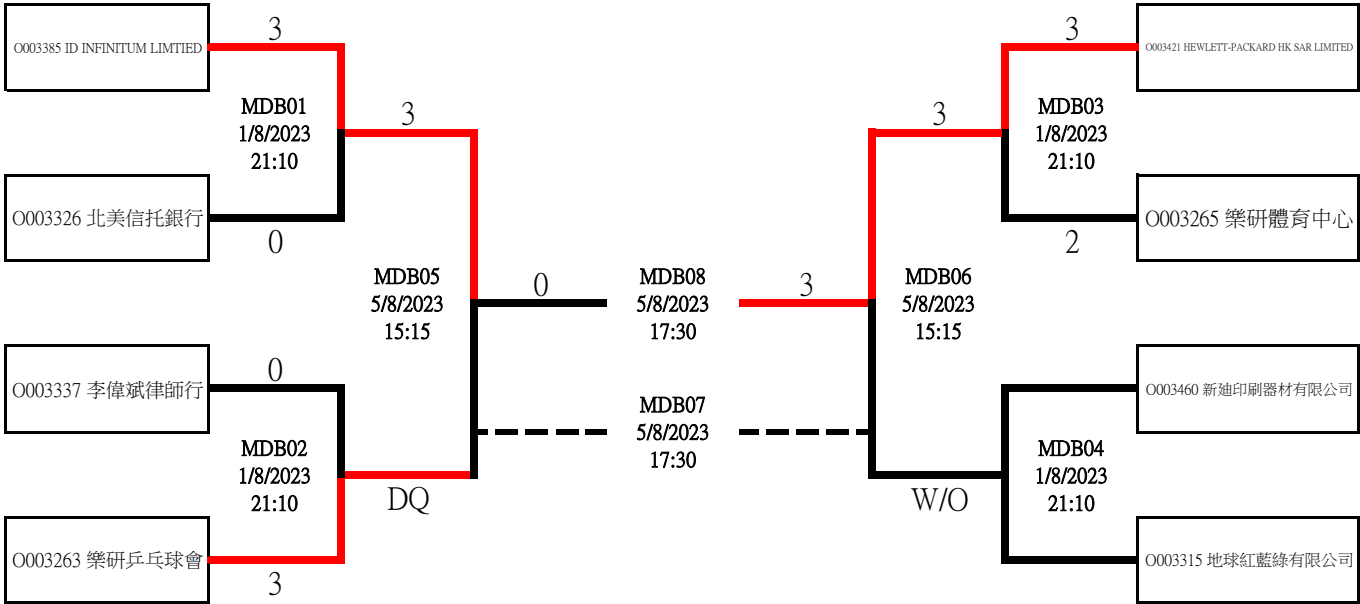 O003385 ID INFINITUM LIMTIED
3
MDB01
1/8/2023
21:10
3
O003326 北美信托銀行
0
MDB05
5/8/2023
15:15
0
O003337 李偉斌律師行
0
MDB02
1/8/2023
21:10
DQ
O003263 樂研乒乓球會
3
MDB08
5/8/2023
17:30
MDB07
5/8/2023
17:30
3
O003421 HEWLETT-PACKARD HK SAR LIMITED
3
MDB03
1/8/2023
21:10
3
O003265 樂研體育中心
2
MDB06
5/8/2023
15:15
O003460 新廸印刷器材有限公司
MDB04
1/8/2023
21:10
W/O
O003315 地球紅藍綠有限公司